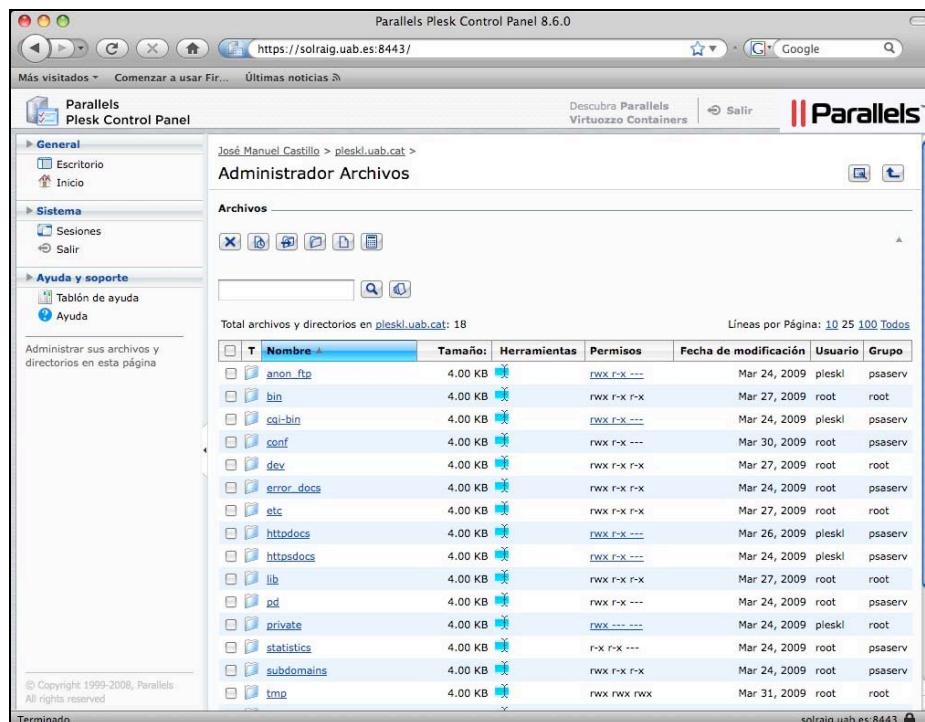 Parallels Plesk Control Panel 8.6.0
https://solraig.uab.es:8443/
Google
Más visitados Comenzar a usar Fir... Últimas noticias
Parallels
Plesk Control Panel
Descubra Parallels
Virtuozzo Containers
Salir
Parallels
General
Escritorio
Inicio
Sistema
Sesiones
Salir
Ayuda y soporte
Tablón de ayuda
Ayuda
Administrar sus archivos y
directorios en esta página
© Copyright 1999-2008, Parallels
All rights reserved
José Manuel Castillo > pleskl.uab.cat >
Administrador Archivos
Archivos
Total archivos y directorios en pleskl.uab.cat: 18 Líneas por Página: 10 25 100 Todos
T Nombre Tamaño: Herramientas Permisos Fecha de modificación Usuario Grupo
anon_ftp 4.00 KB rwx r-x --- Mar 24, 2009 pleskl psaserv
bin 4.00 KB rwx r-x r-x Mar 27, 2009 root root
cgi-bin 4.00 KB rwx r-x --- Mar 24, 2009 pleskl psaserv
conf 4.00 KB rwx r-x --- Mar 30, 2009 root psaserv
dev 4.00 KB rwx r-x r-x Mar 27, 2009 root root
error_docs 4.00 KB rwx r-x --- Mar 24, 2009 root psaserv
etc 4.00 KB rwx r-x r-x Mar 27, 2009 root root
httpdocs 4.00 KB rwx r-x --- Mar 26, 2009 pleskl psaserv
httpsdocs 4.00 KB rwx r-x --- Mar 24, 2009 pleskl psaserv
lib 4.00 KB rwx r-x r-x Mar 27, 2009 root root
pd 4.00 KB rwx r-x --- Mar 24, 2009 root psaserv
private 4.00 KB rwx --- --- Mar 24, 2009 pleskl root
statistics 4.00 KB r-x r-x --- Mar 24, 2009 root psaserv
subdomains 4.00 KB rwx r-x r-x Mar 24, 2009 root psaserv
tmp 4.00 KB rwx rwx rwx Mar 31, 2009 root root
Terminado solraig.uab.es:8443